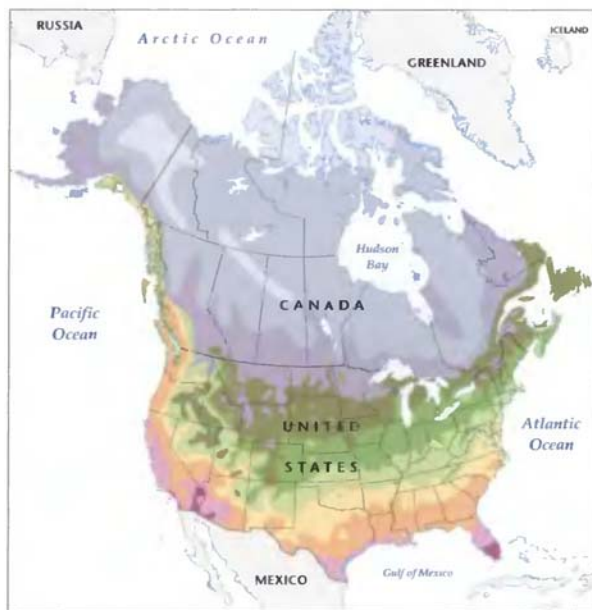 RUSSIA
Arctic Ocean
ICELAND
GREENLAND
Hudson
Bay
CANADA
Pacific
Ocean
UNITED
STATES
Atlantic
Ocean
MEXICO
Gulf of Mexico